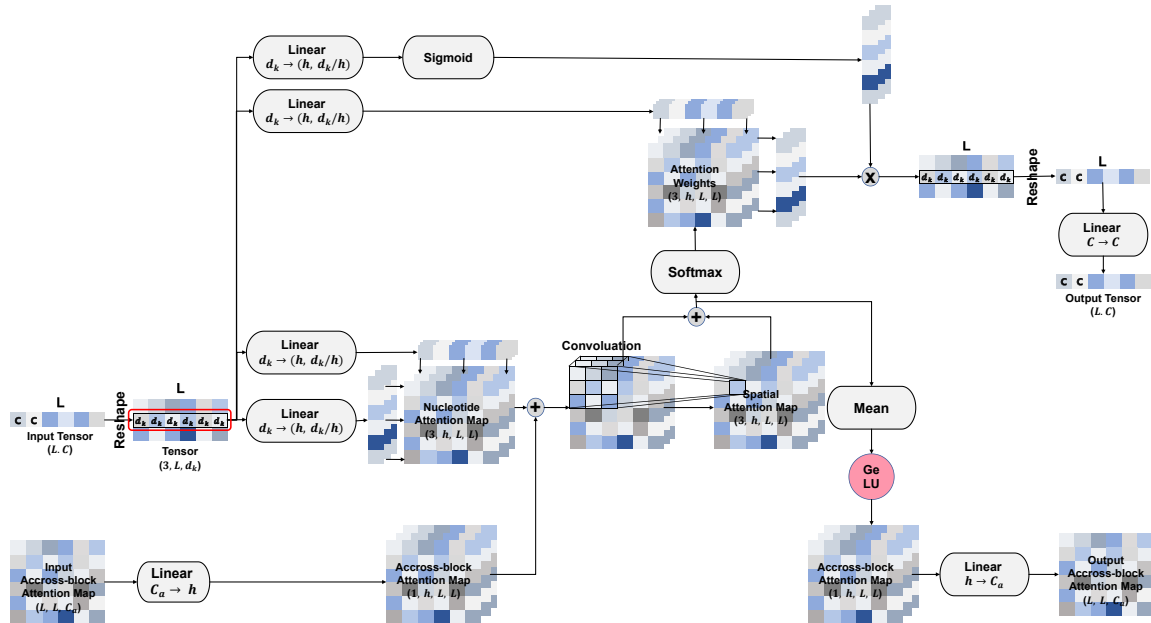 Linear
d_k → (h, d_k/h)
Sigmoid
Linear
d_k → (h, d_k/h)
Attention
Weights
(3, h, L, L)
x
L
d_k d_k d_k d_k d_k d_k
Reshape
L
c c
Linear
C → C
c c
Output Tensor
(L. C)
Softmax
+
Convoluation
Linear
d_k → (h, d_k/h)
L
c c
Input Tensor
(L. C)
Reshape
L
d_k d_k d_k d_k d_k d_k
Tensor
(3, L, d_k)
Linear
d_k → (h, d_k/h)
Nucleotide
Attention Map
(3, h, L, L)
+
Spatial
Attention Map
(3, h, L, L)
Mean
Ge
LU
Input
Accross-block
Attention Map
(L, L, C_a)
Linear
C_a → h
Accross-block
Attention Map
(1, h, L, L)
Accross-block
Attention Map
(1, h, L, L)
Linear
h → C_a
Output
Accross-block
Attention Map
(L, L, C_a)